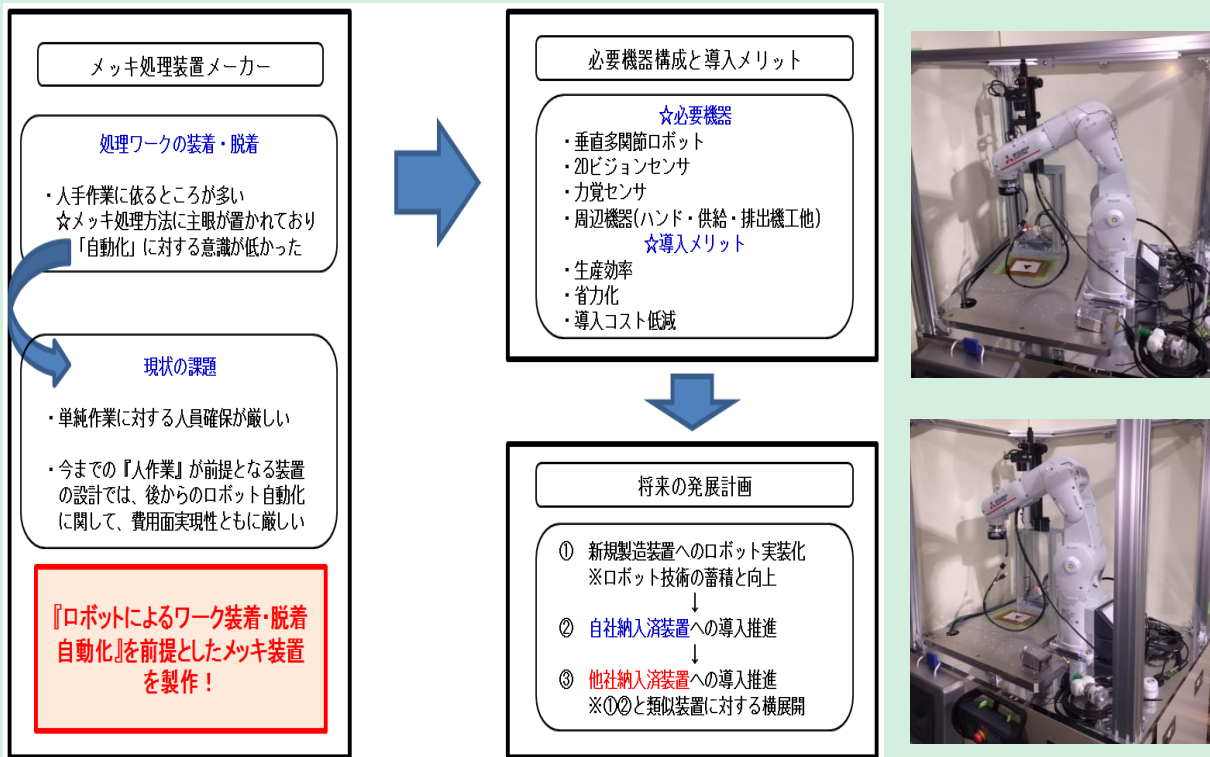 メッキ処理装置メーカー
処理ワークの装着・脱着
・人手作業に依るところが多い
☆メッキ処理方法に主眼が置かれており
「自動化」に対する意識が低かった
現状の課題
・単純作業に対する人員確保が厳しい
・今までの『人作業』が前提となる装置
の設計では、後からのロボット自動化
に関して、費用面実現性ともに厳しい
『ロボットによるワーク装着・脱着
自動化』を前提としたメッキ装置
を製作！
必要機器構成と導入メリット
☆必要機器
・垂直多関節ロボット
・2Dビジョンセンサ
・力覚センサ
・周辺機器(ハンド・供給・排出機工他)
☆導入メリット
・生産効率
・省力化
・導入コスト低減
将来の発展計画
① 新規製造装置へのロボット実装化
※ロボット技術の蓄積と向上
↓
② 自社納入済装置への導入推進
↓
③ 他社納入済装置への導入推進
※①②と類似装置に対する横展開